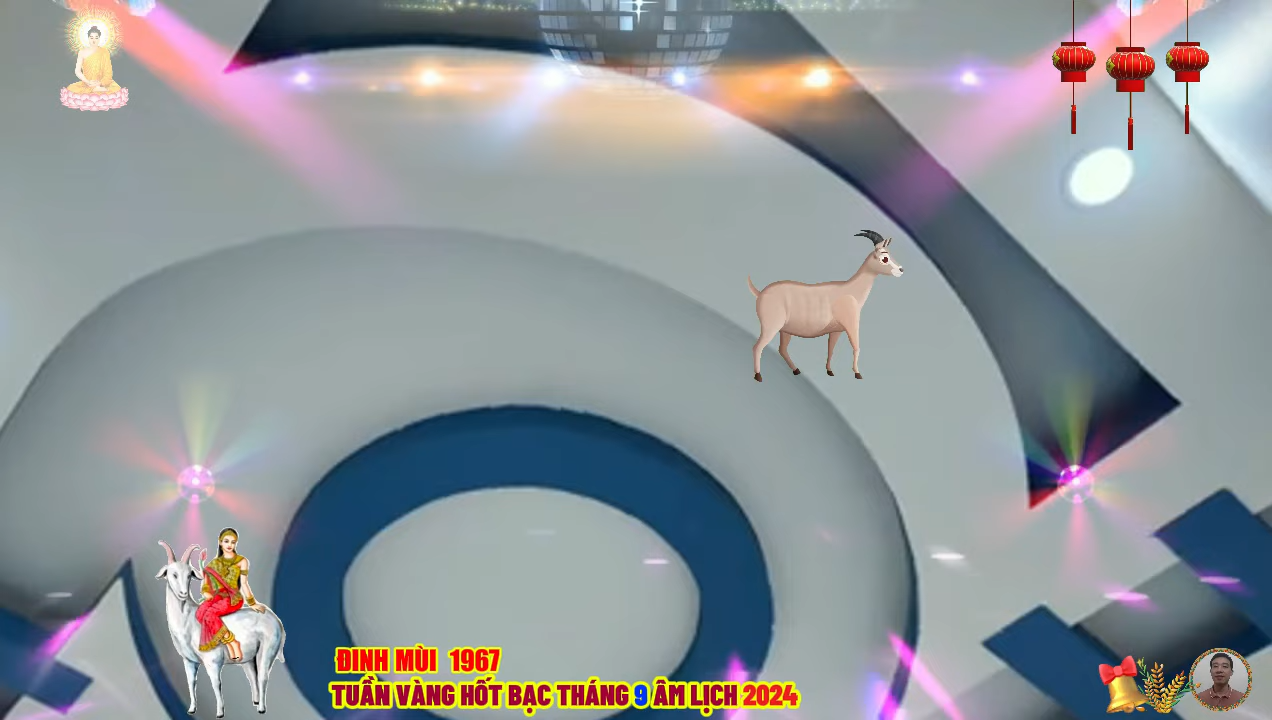 ĐINH MÙI 1967
TUẦN VÀNG HỐT BẠC THÁNG 9 ÂM LỊCH 2024